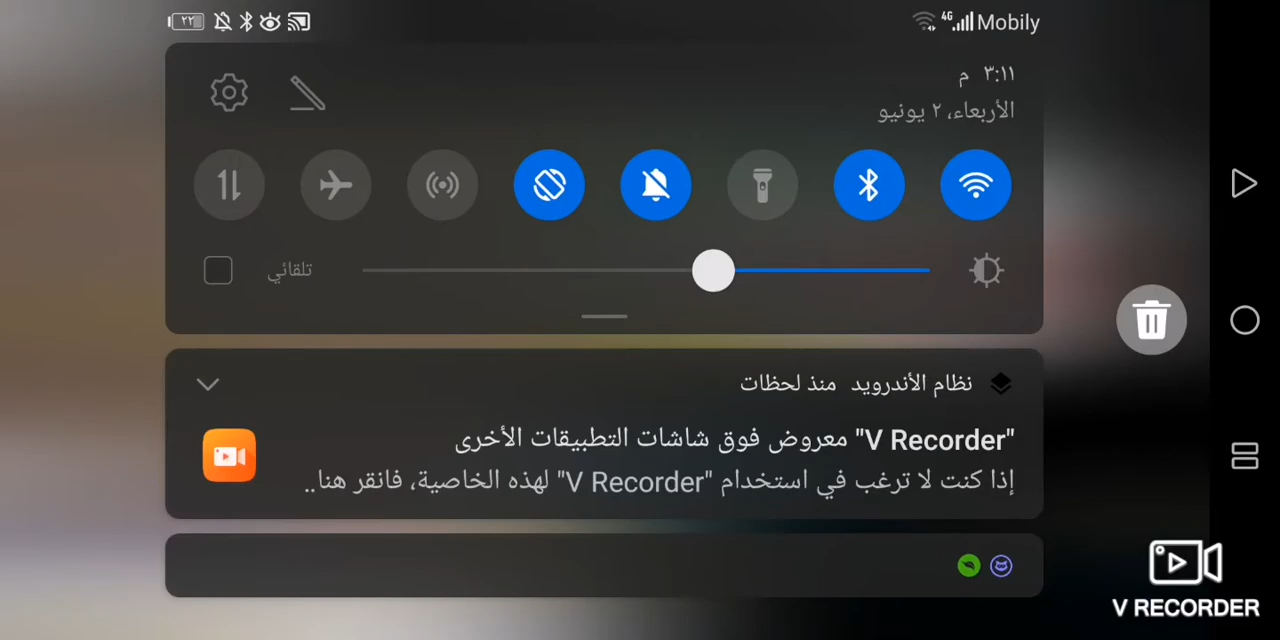 Mobily 4G ٢٢
٣:١١ م
الأربعاء، ٢ يونيو
تلقائي
نظام الأندرويد منذ لحظات
"V Recorder" معروض فوق شاشات التطبيقات الأخرى
إذا كنت لا ترغب في استخدام "V Recorder" لهذه الخاصية، فانقر هنا..
V RECORDER